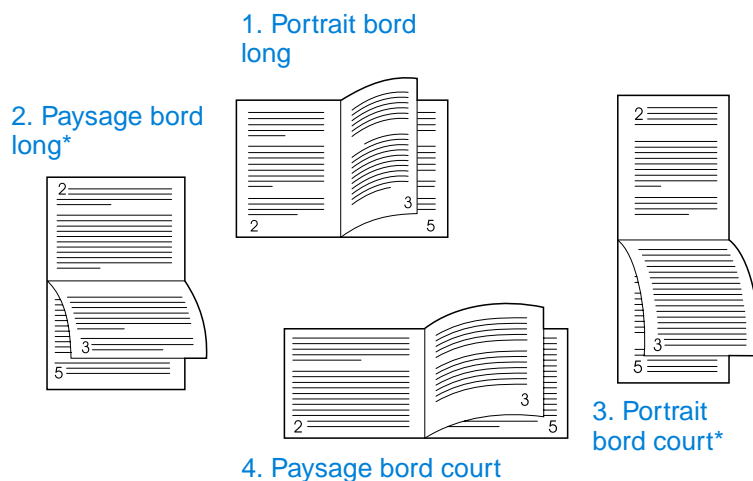 1. Portrait bord
long
2. Paysage bord
long*
2
3
5
2
3
5
2
3
5
2
3
5
3. Portrait
bord court*
4. Paysage bord court